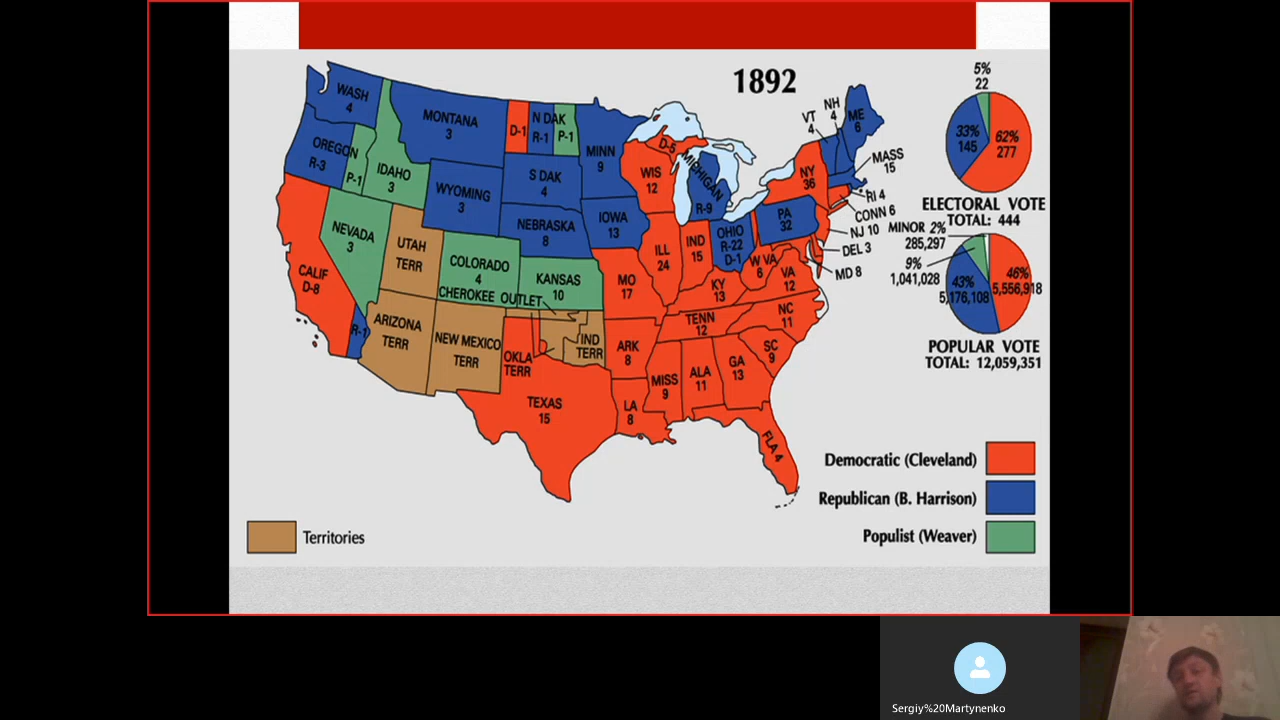 1892
WASH
4
OREGON
R-3
P-1
CALIF
D-8
R-1
NEVADA
3
IDAHO
3
MONTANA
3
WYOMING
3
UTAH
TERR
ARIZONA
TERR
COLORADO
4
NEW MEXICO
TERR
D-1
N DAK
R-1
P-1
S DAK
4
NEBRASKA
8
KANSAS
10
CHEROKEE OUTLET
OKLA
TERR
IND
TERR
TEXAS
15
MINN
9
IOWA
13
MO
17
ARK
8
LA
8
WIS
12
D-5
MICHIGAN
R-9
ILL
24
IND
15
OHIO
R-22
D-1
KY
13
TENN
12
MISS
9
ALA
11
GA
13
FLA 4
SC
9
NC
11
VA
12
W VA
6
PA
32
NY
36
VT
4
NH
4
ME
6
MASS
15
RI 4
CONN 6
NJ 10
DEL 3
MD 8
5%
22
33%
145
62%
277
ELECTORAL VOTE
TOTAL: 444
MINOR 2%
285,297
9%
1,041,028
43%
5,176,108
46%
5,556,918
POPULAR VOTE
TOTAL: 12,059,351
Democratic (Cleveland)
Republican (B. Harrison)
Populist (Weaver)
Territories
Sergiy%20Martynenko